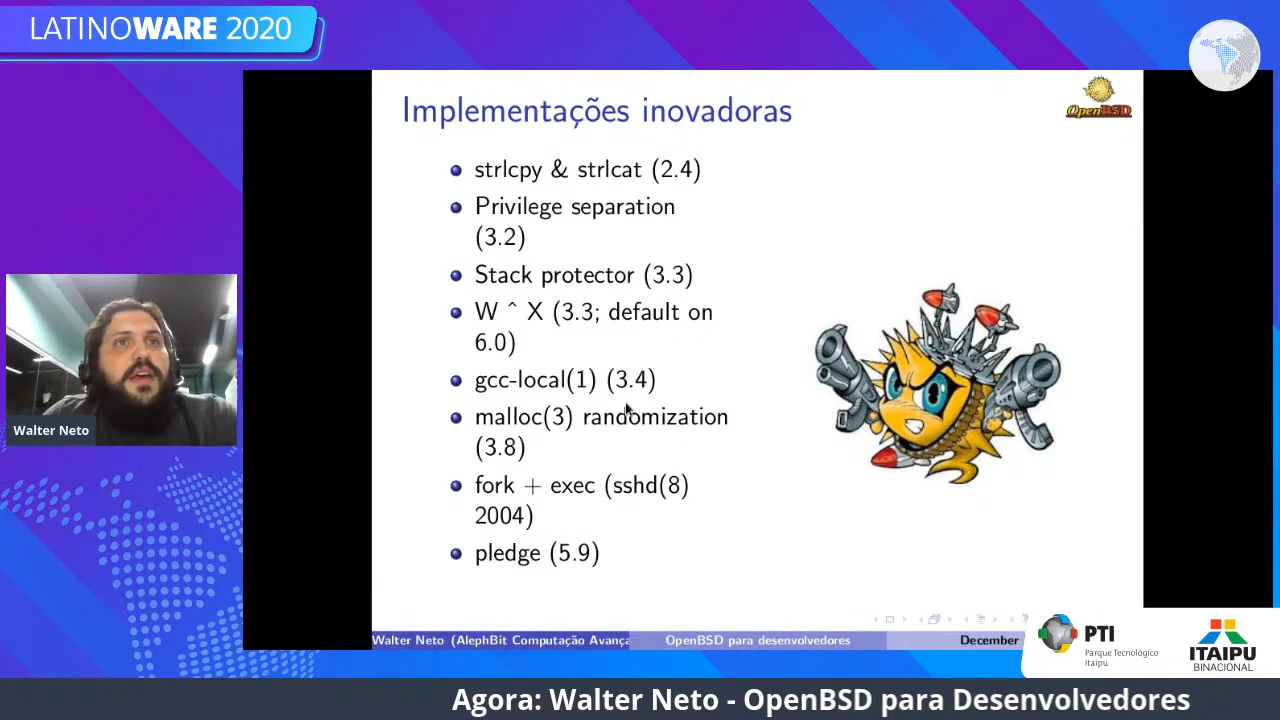 LATINOWARE 2020
Implementações inovadoras
OpenBSD
strlcpy & strlcat (2.4)
Privilege separation
(3.2)
Stack protector (3.3)
W ^ X (3.3; default on
6.0)
gcc-local(1) (3.4)
malloc(3) randomization
(3.8)
fork + exec (sshd(8)
2004)
pledge (5.9)
Walter Neto
Walter Neto (AlephBit Computação Avança
OpenBSD para desenvolvedores
December
PTI
Parque Tecnológico
Itaipu
ITAIPU
BINACIONAL
Agora: Walter Neto - OpenBSD para Desenvolvedores